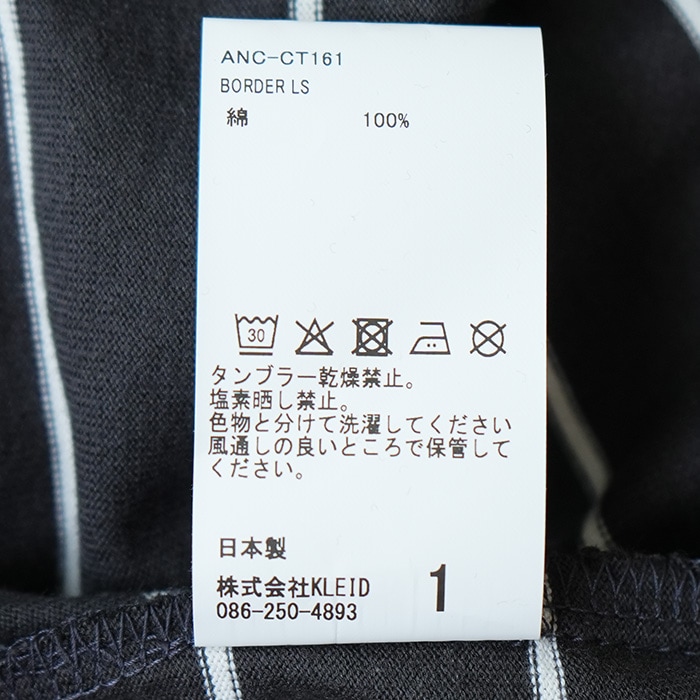 ANC-CT161
BORDER LS
綿 100%
30
タンブラー乾燥禁止。
塩素晒し禁止。
色物と分けて洗濯してください
風通しの良いところで保管して
ください。
日本製
株式会社KLEID
086-250-4893
1